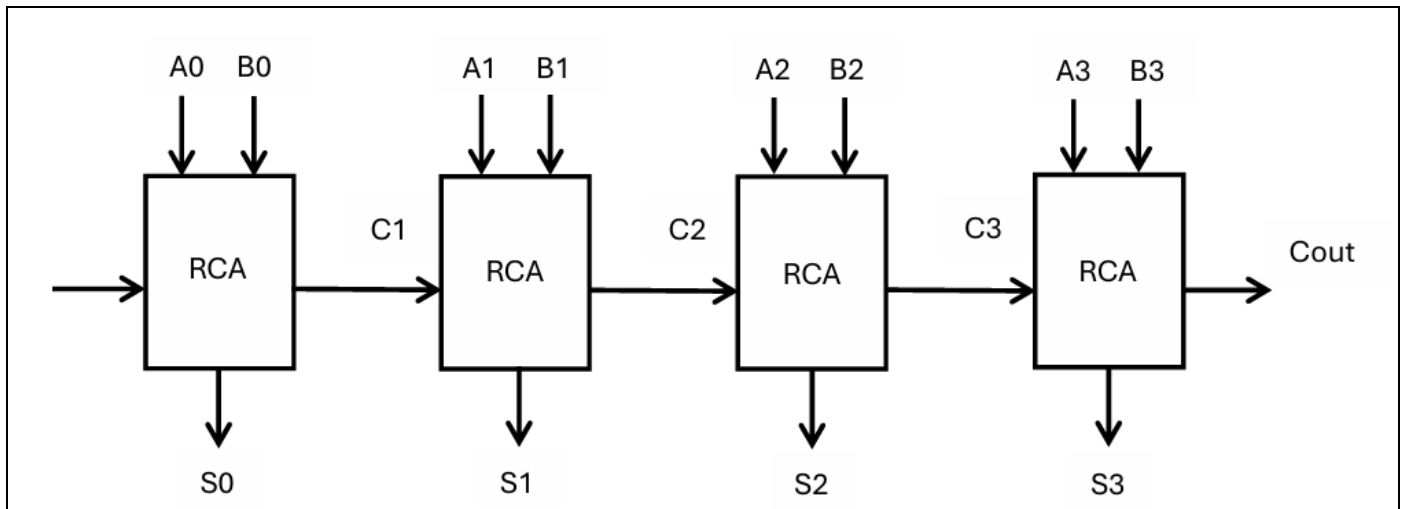 A0 B0 A1 B1 A2 B2 A3 B3
C1 C2 C3 Cout
RCA RCA RCA RCA
S0 S1 S2 S3